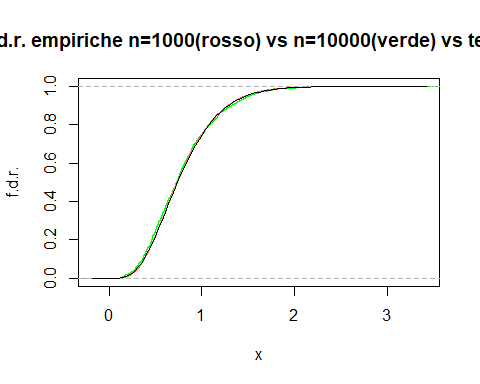 d.r. empiriche n=1000(rosso) vs n=10000(verde) vs te
f.d.r.
1.0
0.8
0.6
0.4
0.2
0.0
0 1 2 3
x